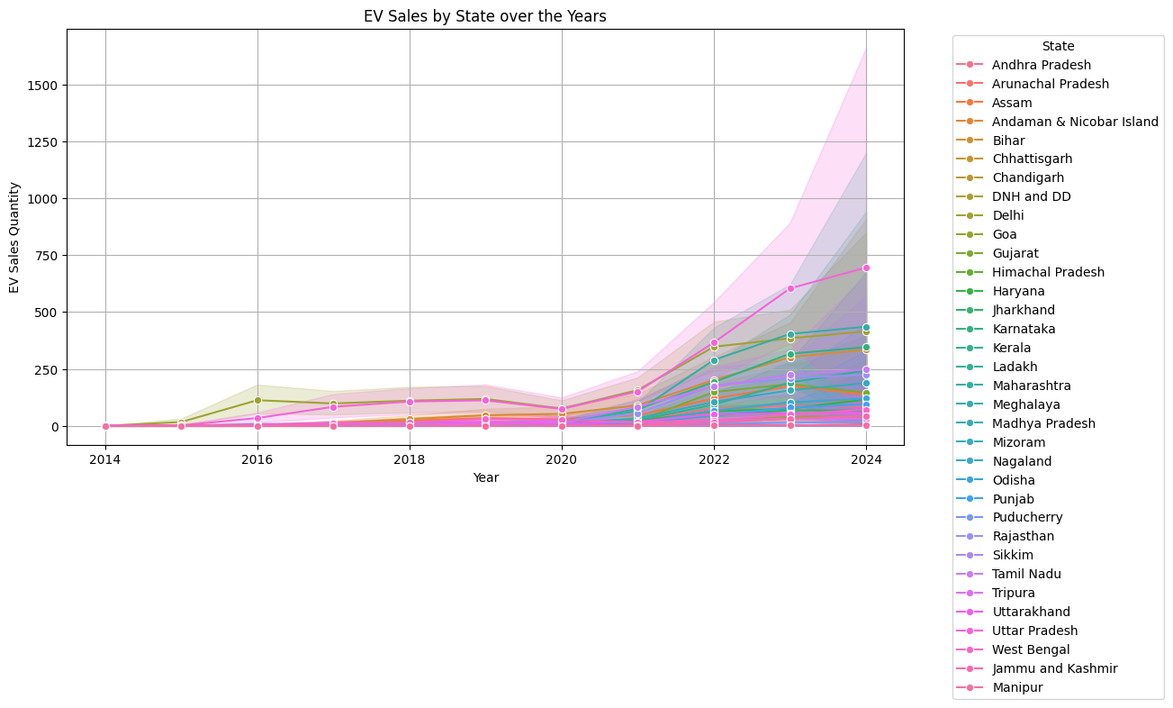 EV Sales by State over the Years
EV Sales Quantity
1500
1250
1000
750
500
250
0
2014
2016
2018
2020
2022
2024
Year
State
Andhra Pradesh
Arunachal Pradesh
Assam
Andaman & Nicobar Island
Bihar
Chhattisgarh
Chandigarh
DNH and DD
Delhi
Goa
Gujarat
Himachal Pradesh
Haryana
Jharkhand
Karnataka
Kerala
Ladakh
Maharashtra
Meghalaya
Madhya Pradesh
Mizoram
Nagaland
Odisha
Punjab
Puducherry
Rajasthan
Sikkim
Tamil Nadu
Tripura
Uttarakhand
Uttar Pradesh
West Bengal
Jammu and Kashmir
Manipur